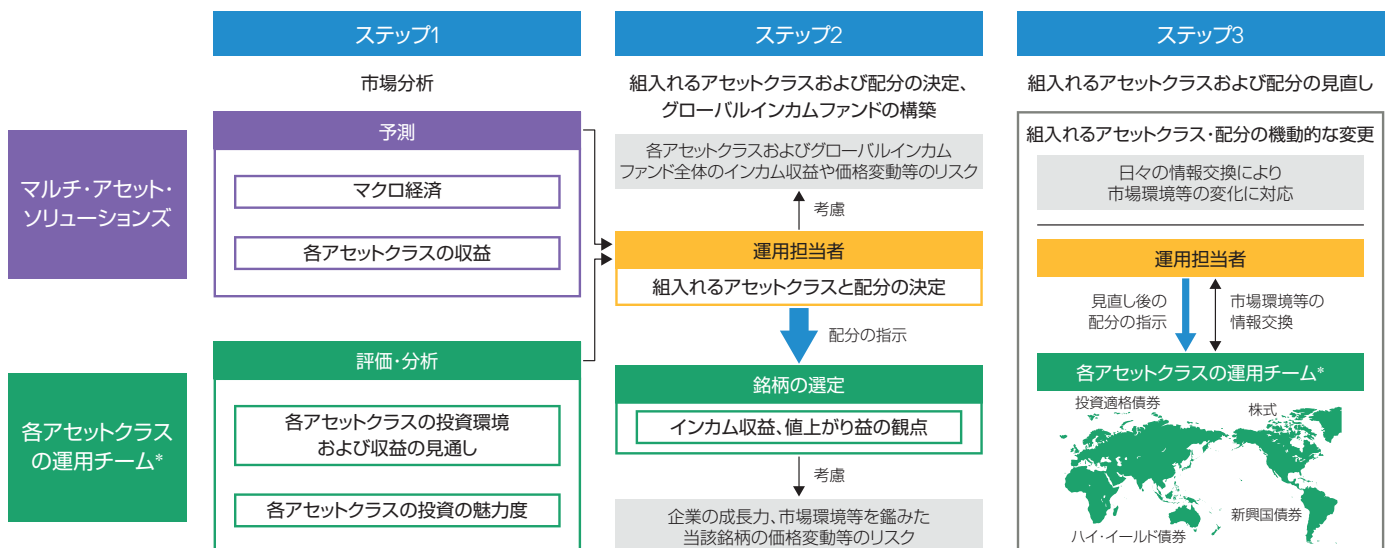 ステップ1
ステップ2
ステップ3
市場分析
組入れるアセットクラスおよび配分の決定、
グローバルインカムファンドの構築
組入れるアセットクラスおよび配分の見直し
マルチ・アセット・
ソリューションズ
予測
マクロ経済
各アセットクラスの収益
各アセットクラス
の運用チーム*
評価・分析
各アセットクラスの投資環境
および収益の見通し
各アセットクラスの投資の魅力度
各アセットクラスおよびグローバルインカム
ファンド全体のインカム収益や価格変動等のリスク
考慮
運用担当者
組入れるアセットクラスと配分の決定
配分の指示
銘柄の選定
インカム収益、値上がり益の観点
考慮
企業の成長力、市場環境等を鑑みた
当該銘柄の価格変動等のリスク
組入れるアセットクラス・配分の機動的な変更
日々の情報交換により
市場環境等の変化に対応
運用担当者
見直し後の
配分の指示
市場環境等の
情報交換
各アセットクラスの運用チーム*
投資適格債券
株式
新興国債券
ハイ・イールド債券